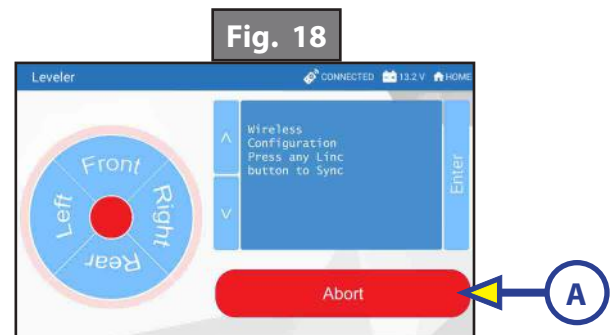 Fig. 18
Leveler
CONNECTED 13.2 V HOME
Front
Left
Right
Rear
^
v
Wireless
Configuration
Press any Linc
button to Sync
Enter
Abort
A